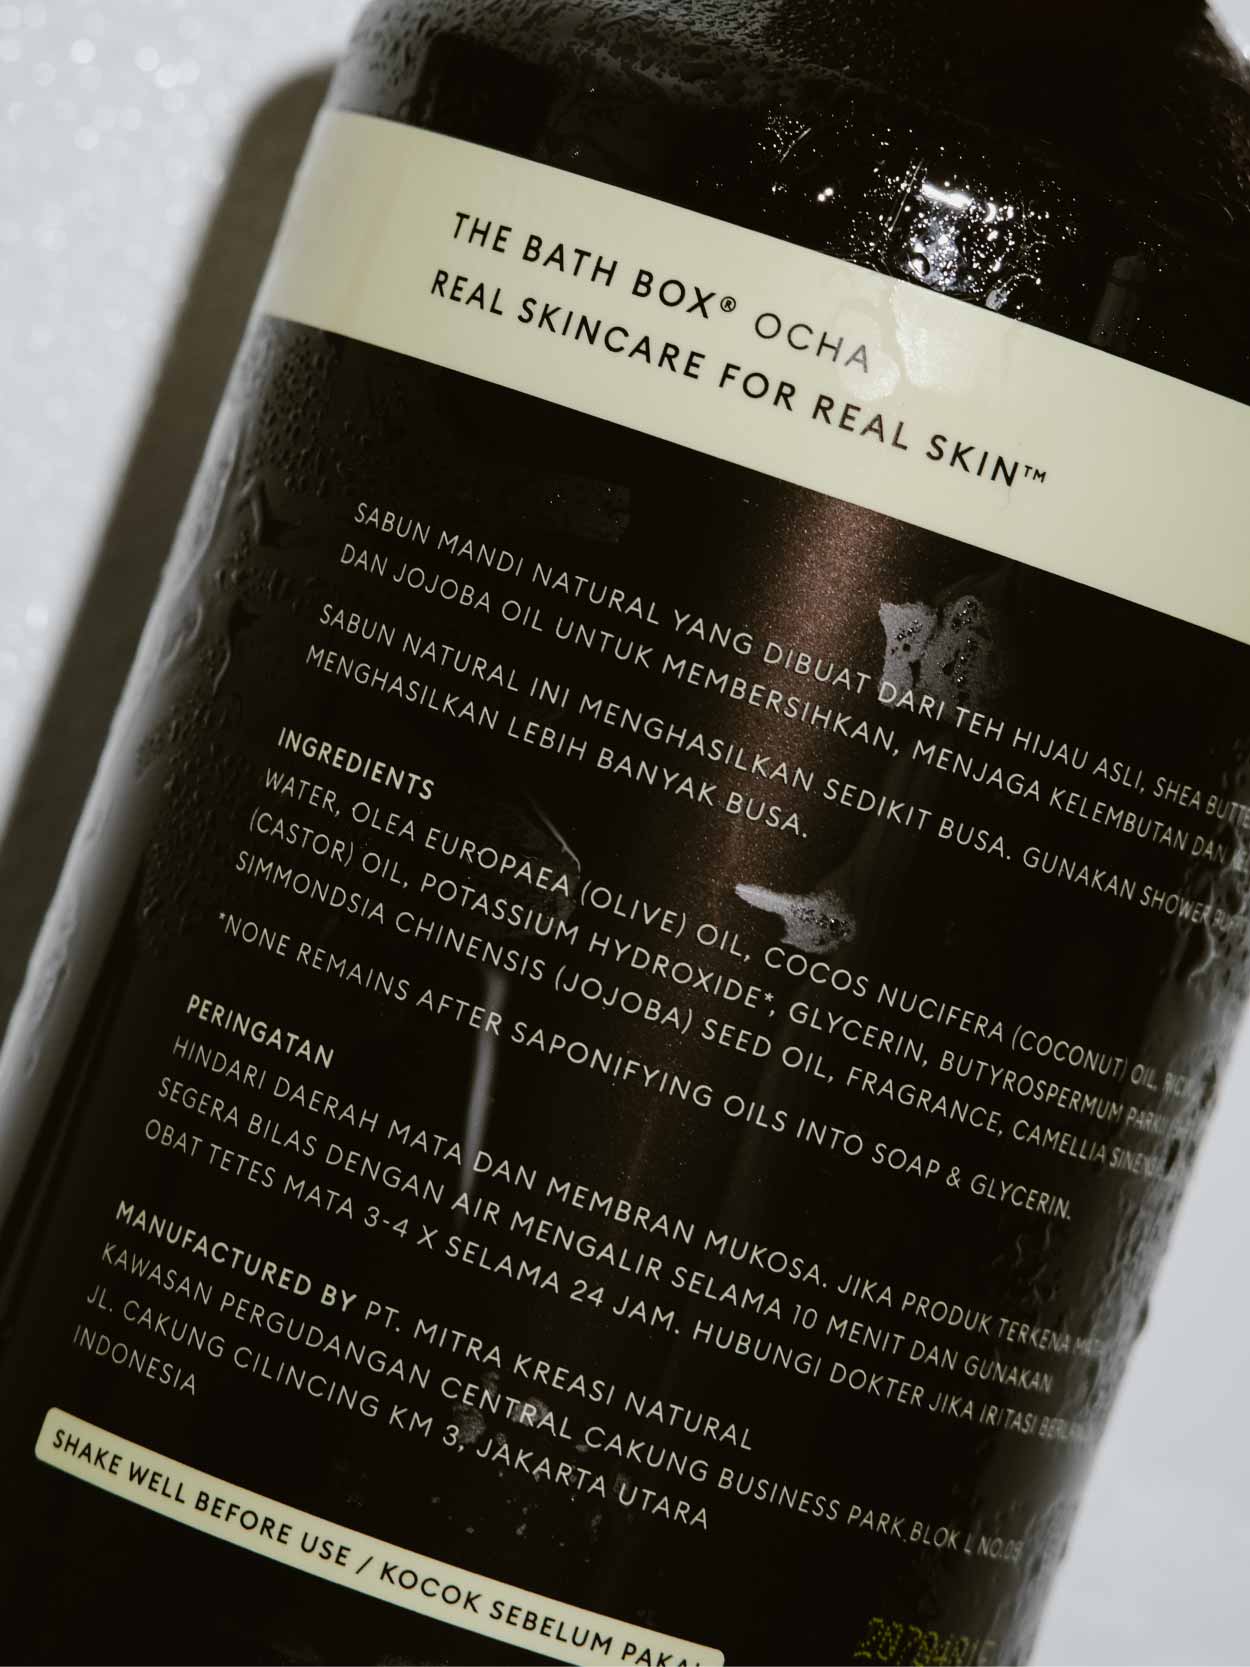 THE BATH BOX® OCHA
REAL SKINCARE FOR REAL SKIN™
SABUN MANDI NATURAL YANG DIBUAT DARI TEH HIJAU ASLI, SHEA
DAN JOJOBA OIL UNTUK MEMBERSIHKAN, MENJAGA KELEMBUTAN DAN
SABUN NATURAL INI MENGHASILKAN SEDIKIT BUSA. GUNAKAN SHOWER
MENGHASILKAN LEBIH BANYAK BUSA.
INGREDIENTS
WATER, OLEA EUROPAEA (OLIVE) OIL, COCOS NUCIFERA (COCONUT) OIL,
(CASTOR) OIL, POTASSIUM HYDROXIDE*, GLYCERIN, BUTYROSPERMUM PARKII
SIMMONDSIA CHINENSIS (JOJOBA) SEED OIL, FRAGRANCE, CAMELLIA
*NONE REMAINS AFTER SAPONIFYING OILS INTO SOAP & GLYCERIN.
PERINGATAN
HINDARI DAERAH MATA DAN MEMBRAN MUKOSA. JIKA PRODUK TERKENA
SEGERA BILAS DENGAN AIR MENGALIR SELAMA 10 MENIT DAN GUNAKAN
OBAT TETES MATA 3-4 X SELAMA 24 JAM. HUBUNGI DOKTER JIKA IRITASI
MANUFACTURED BY PT. MITRA KREASI NATURAL
KAWASAN PERGUDANGAN CENTRAL CAKUNG BUSINESS PARK BLOK L
JL. CAKUNG CILINCING KM 3, JAKARTA UTARA
INDONESIA
SHAKE WELL BEFORE USE / KOCOK SEBELUM PAKAI